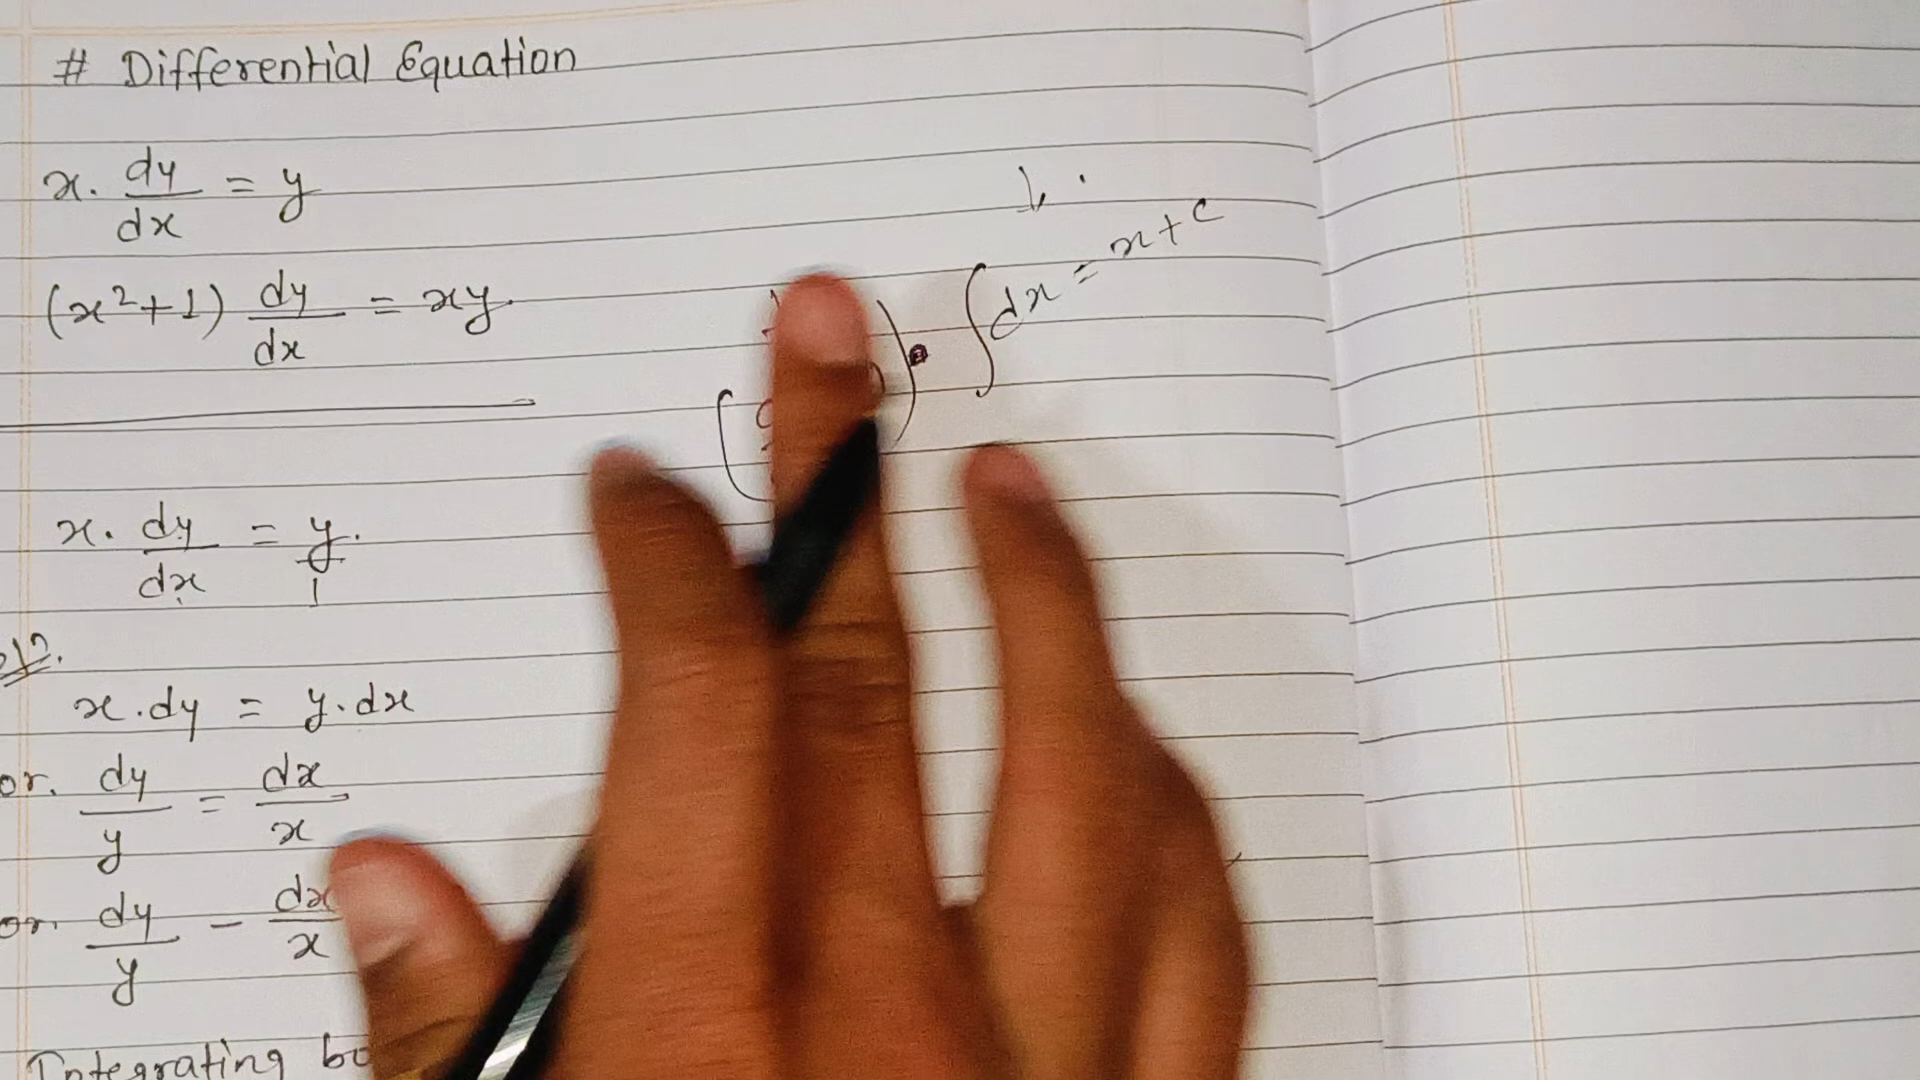 # Differential Equation
x. dy/dx = y
(x²+1) dy/dx = xy.
∫dx = x+c
x. dy/dx = y/1
x.dy = y.dx
or. dy/y = dx/x
or. dy/y - dx/x
Integrating